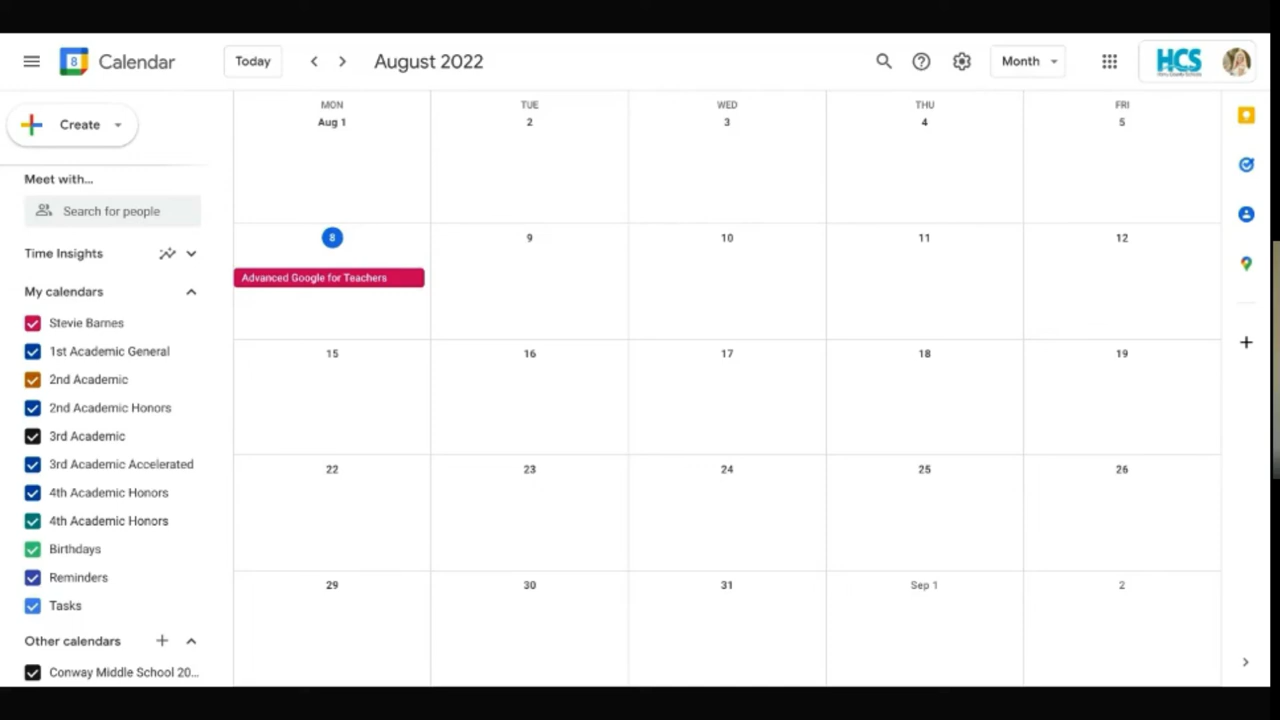 8 Calendar Today August 2022 Month HCS
Create
MON TUE WED THU FRI
Aug 1 2 3 4 5
Meet with...
Search for people
Time Insights
8 9 10 11 12
Advanced Google for Teachers
My calendars
Stevie Barnes
1st Academic General
15 16 17 18 19
2nd Academic
2nd Academic Honors
3rd Academic
3rd Academic Accelerated
22 23 24 25 26
4th Academic Honors
4th Academic Honors
Birthdays
Reminders
29 30 31 Sep 1 2
Tasks
Other calendars
Conway Middle School 20...